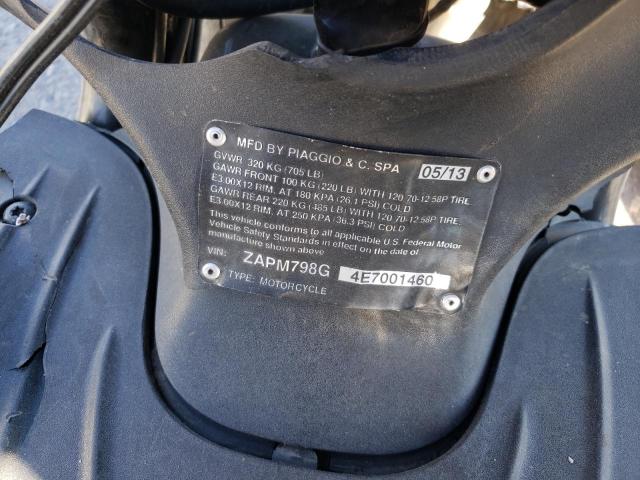 MFD BY PIAGGIO & C. SPA 05/13
GVWR 320 KG (705 LB)
GAWR FRONT 100 KG (220 LB) WITH 120 70-12 58P TIRE
E3.00X12 RIM. AT 180 KPA (26.1 PSI) COLD
GAWR REAR 220 KG (485 LB) WITH 120 70-12 58P TIRE
E3.00X12 RIM. AT 250 KPA (36.3 PSI) COLD
This vehicle conforms to all applicable U.S. Federal Motor
Vehicle Safety Standards in effect on the date of
manufacture shown above
VIN: ZAPM798G 4E7001460
TYPE: MOTORCYCLE